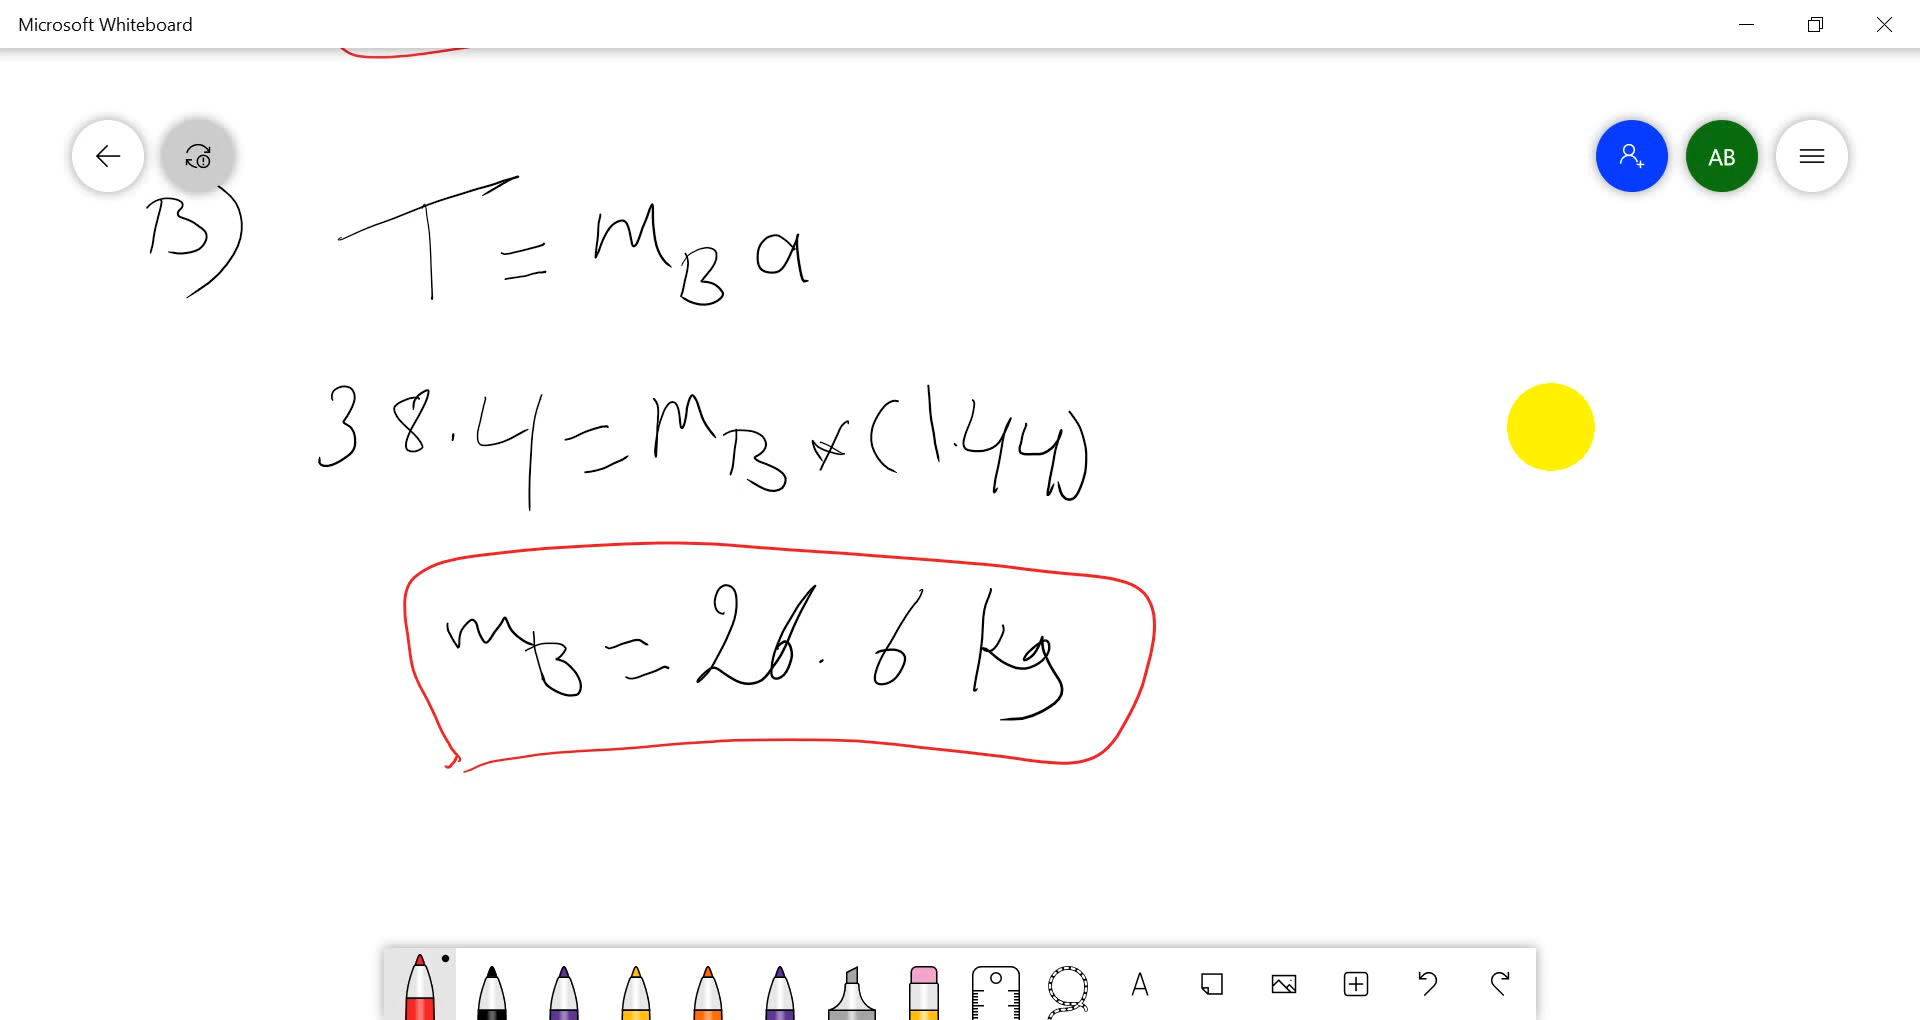 Microsoft Whiteboard
AB
B) T = m_B a
38.4 = m_B * (1.44)
m_B = 26.6 kg
A